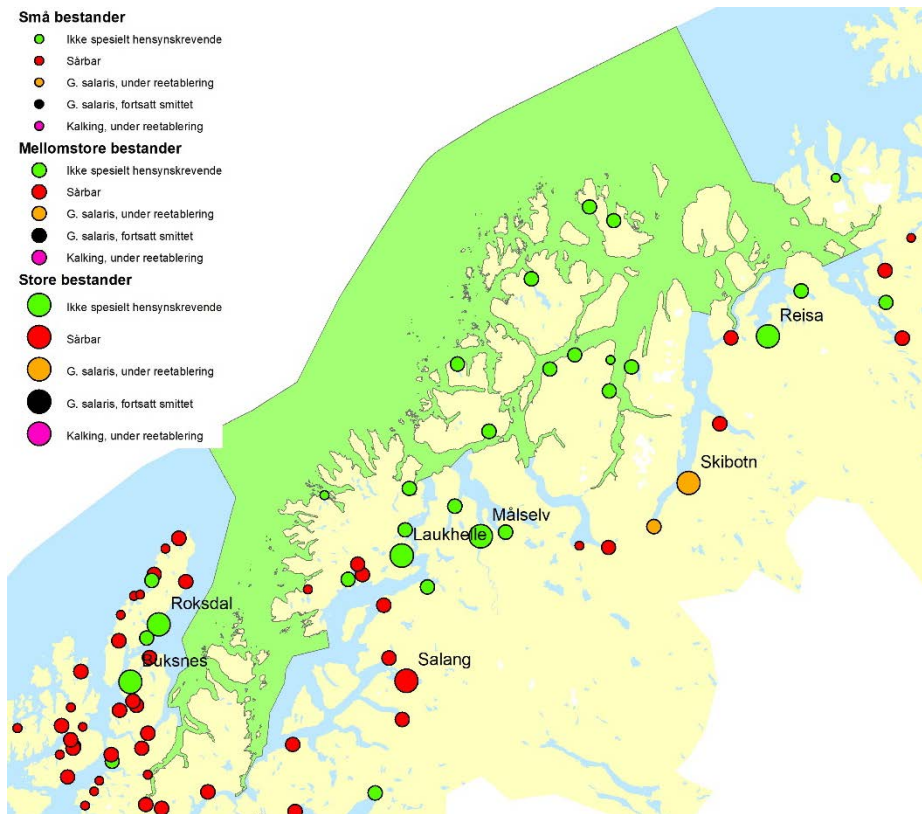 Små bestander
Ikke spesielt hensynskrevende
Sårbar
G. salaris, under reetablering
G. salaris, fortsatt smittet
Kalking, under reetablering
Mellomstore bestander
Ikke spesielt hensynskrevende
Sårbar
G. salaris, under reetablering
G. salaris, fortsatt smittet
Kalking, under reetablering
Store bestander
Ikke spesielt hensynskrevende
Sårbar
G. salaris, under reetablering
G. salaris, fortsatt smittet
Kalking, under reetablering
Reisa
Skibotn
Målselv
Laukhelle
Roksdal
Buksnes
Salang